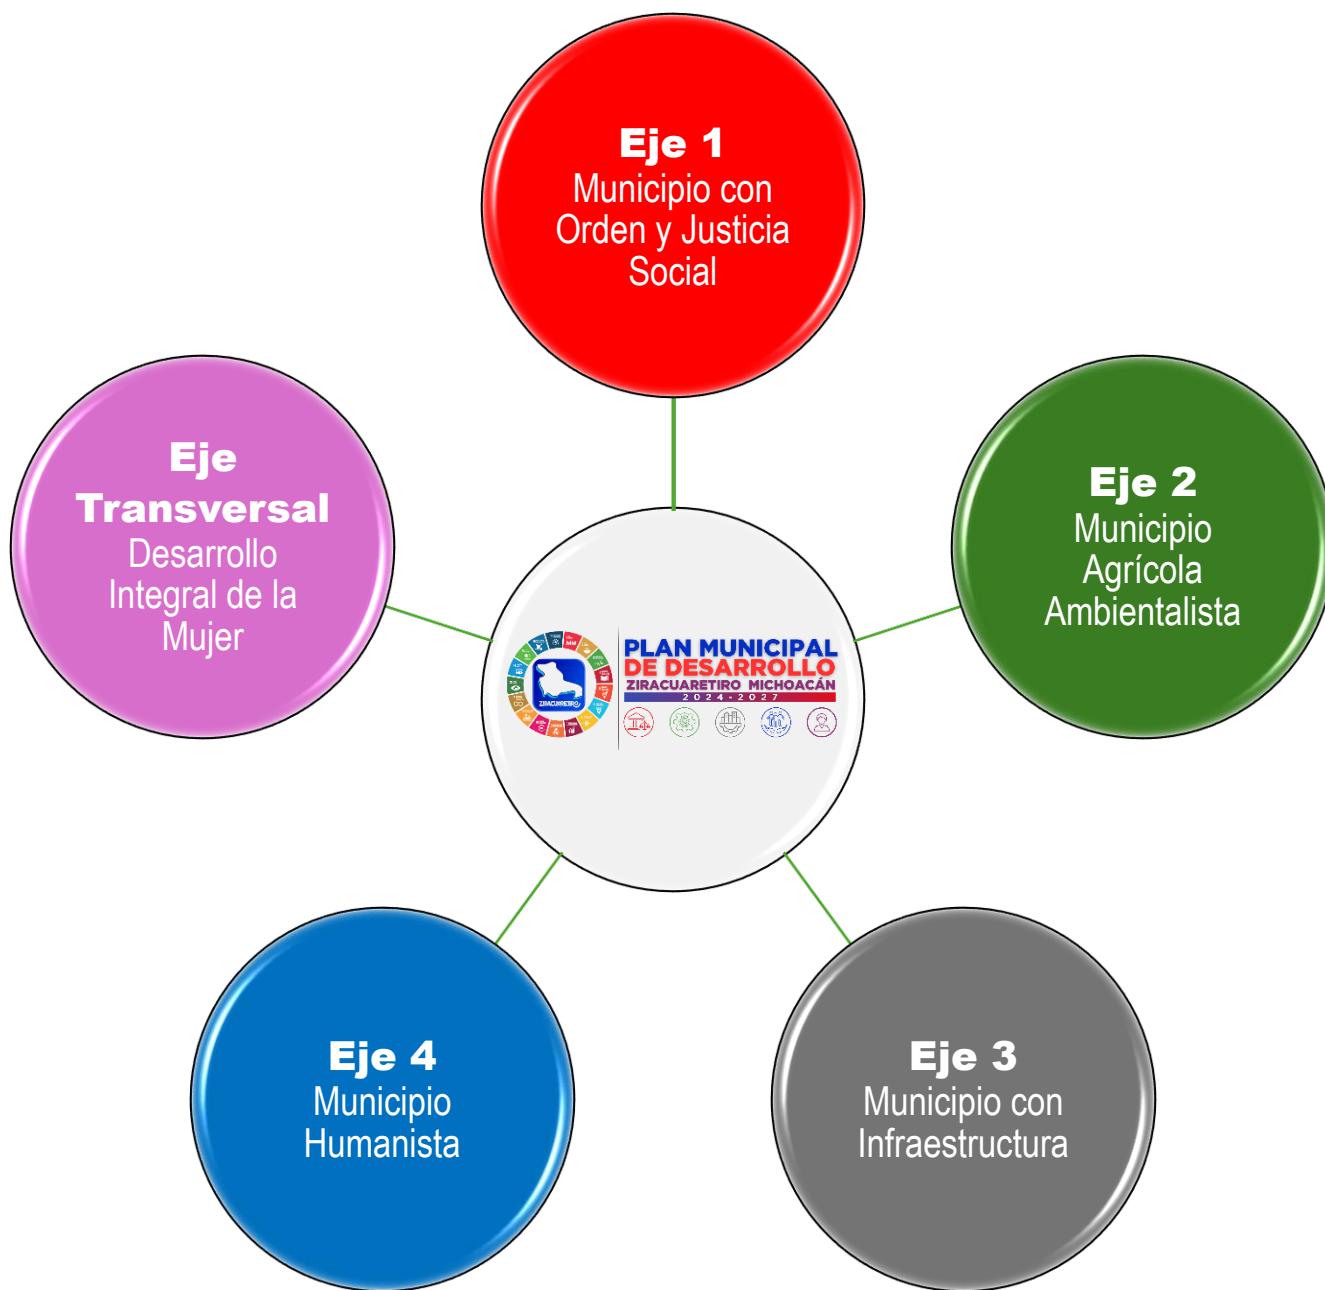 Eje 1
Municipio con
Orden y Justicia
Social
Eje
Transversal
Desarrollo
Integral de la
Mujer
Eje 2
Municipio
Agrícola
Ambientalista
ZIRACUARETIRO
PLAN MUNICIPAL
DE DESARROLLO
ZIRACUARETIRO MICHOACÁN
2024-2027
Eje 4
Municipio
Humanista
Eje 3
Municipio con
Infraestructura